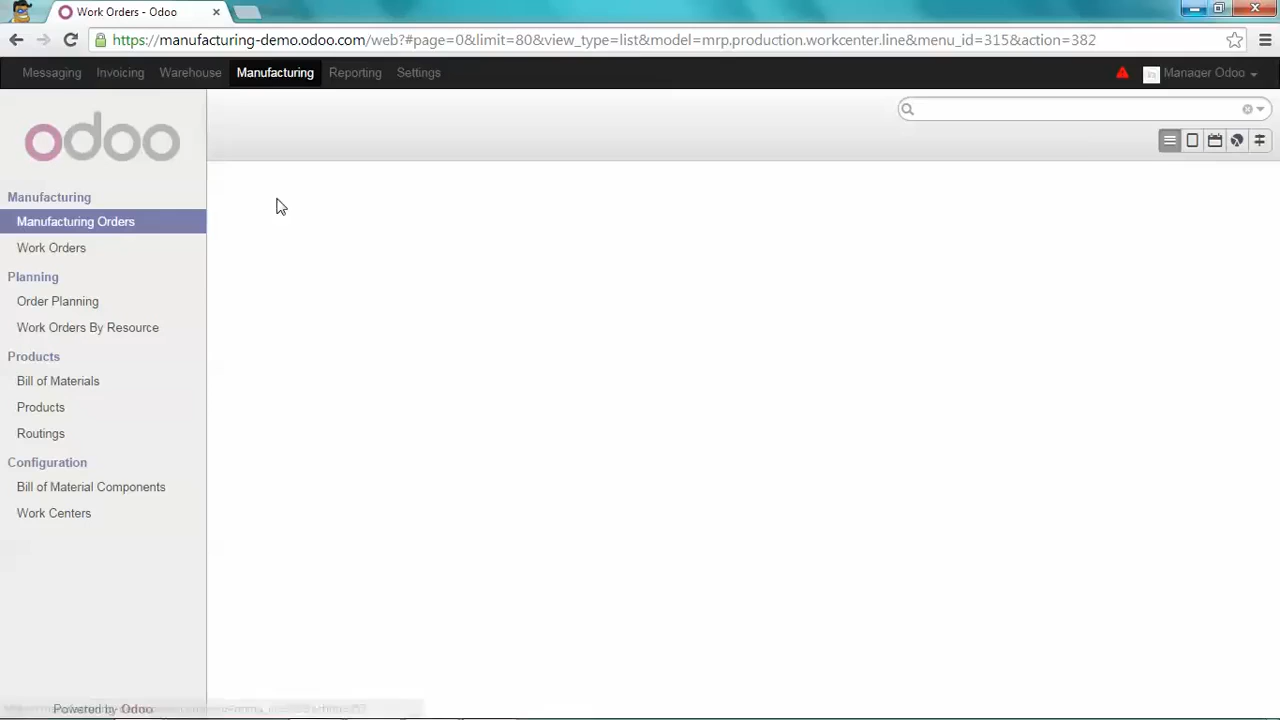 Work Orders - Odoo
https://manufacturing-demo.odoo.com/web?#page=0&limit=80&view_type=list&model=mrp.production.workcenter.line&menu_id=315&action=382
Messaging Invoicing Warehouse Manufacturing Reporting Settings Manager Odoo
odoo
Manufacturing
Manufacturing Orders
Work Orders
Planning
Order Planning
Work Orders By Resource
Products
Bill of Materials
Products
Routings
Configuration
Bill of Material Components
Work Centers
Powered by Odoo